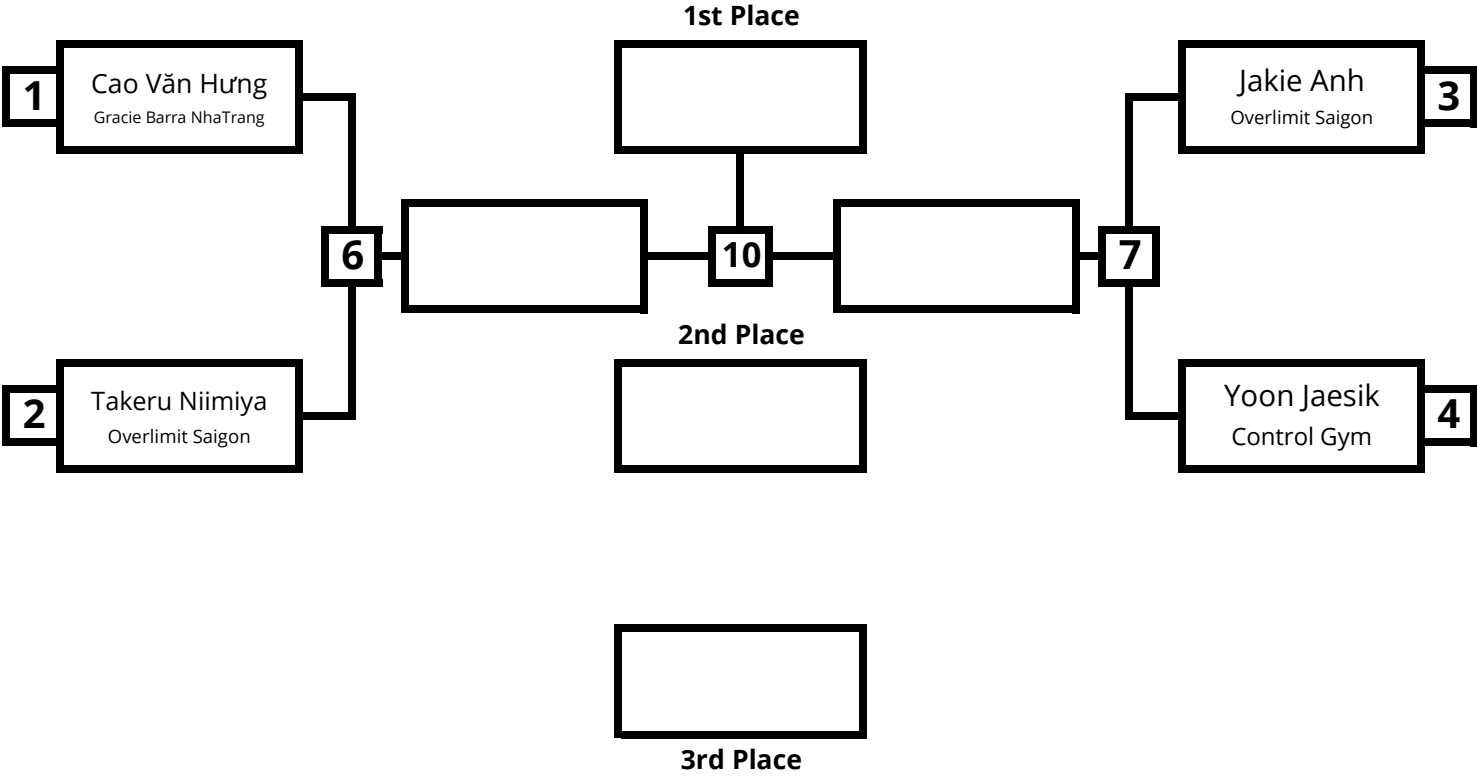 1st Place
1
Cao Văn Hưng
Gracie Barra NhaTrang
Jakie Anh
Overlimit Saigon
3
6
10
7
2nd Place
2
Takeru Niimiya
Overlimit Saigon
Yoon Jaesik
Control Gym
4
3rd Place